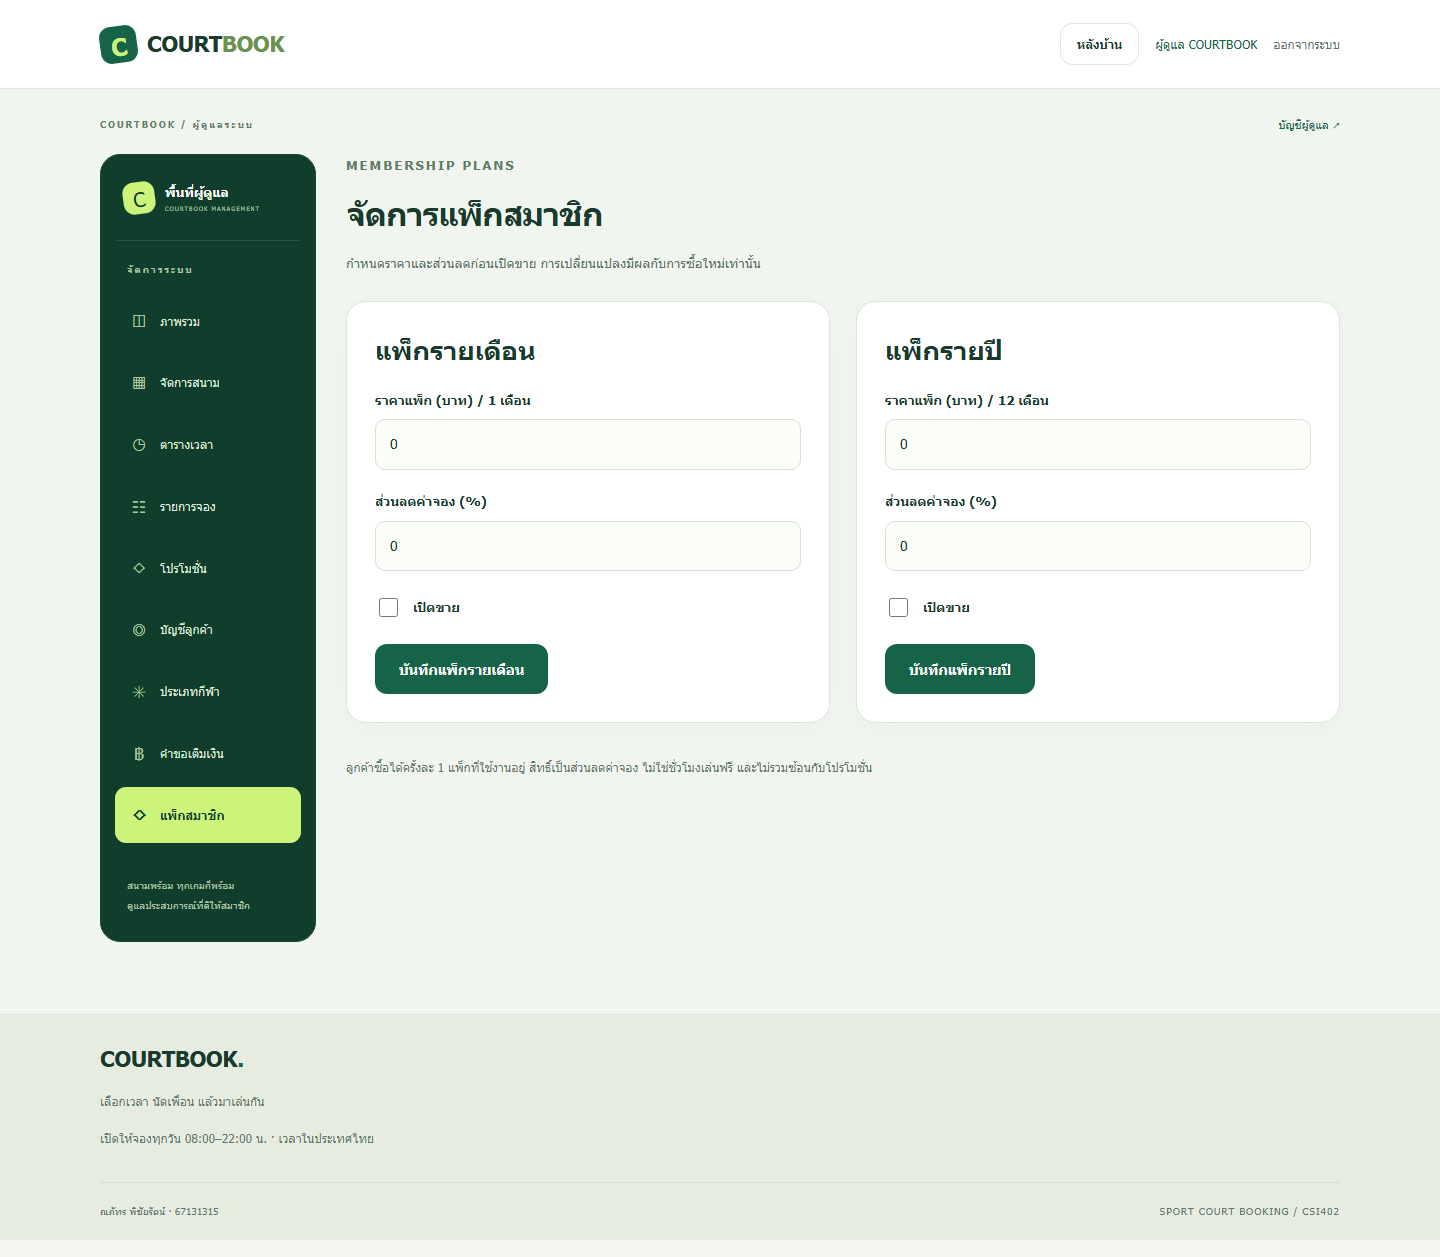 C COURTBOOK
หลังบ้าน
ผู้ดูแล COURTBOOK
ออกจากระบบ
COURTBOOK / ผู้ดูแลระบบ
บัญชีผู้ดูแล ↗
C
พื้นที่ผู้ดูแล
COURTBOOK MANAGEMENT
จัดการระบบ
ภาพรวม
จัดการสนาม
ตารางเวลา
รายการจอง
โปรโมชั่น
บัญชีลูกค้า
ประเภทกีฬา
฿ คำขอเติมเงิน
แพ็กสมาชิก
สนามพร้อม ทุกเกมก็พร้อม
ดูแลประสบการณ์ที่ดีให้สมาชิก
MEMBERSHIP PLANS
จัดการแพ็กสมาชิก
กำหนดราคาและส่วนลดก่อนเปิดขาย การเปลี่ยนแปลงมีผลกับการซื้อใหม่เท่านั้น
แพ็กรายเดือน
ราคาแพ็ก (บาท) / 1 เดือน
0
ส่วนลดค่าจอง (%)
0
เปิดขาย
บันทึกแพ็กรายเดือน
แพ็กรายปี
ราคาแพ็ก (บาท) / 12 เดือน
0
ส่วนลดค่าจอง (%)
0
เปิดขาย
บันทึกแพ็กรายปี
ลูกค้าซื้อได้ครั้งละ 1 แพ็กที่ใช้งานอยู่ สิทธิ์เป็นส่วนลดค่าจอง ไม่ใช่ชั่วโมงเล่นฟรี และไม่รวมซ้อนกับโปรโมชั่น
COURTBOOK.
เลือกเวลา นัดเพื่อน แล้วมาเล่นกัน
เปิดให้จองทุกวัน 08:00–22:00 น. · เวลาในประเทศไทย
ณภัทร พิชัยรัตน์ · 67131315
SPORT COURT BOOKING / CSI402